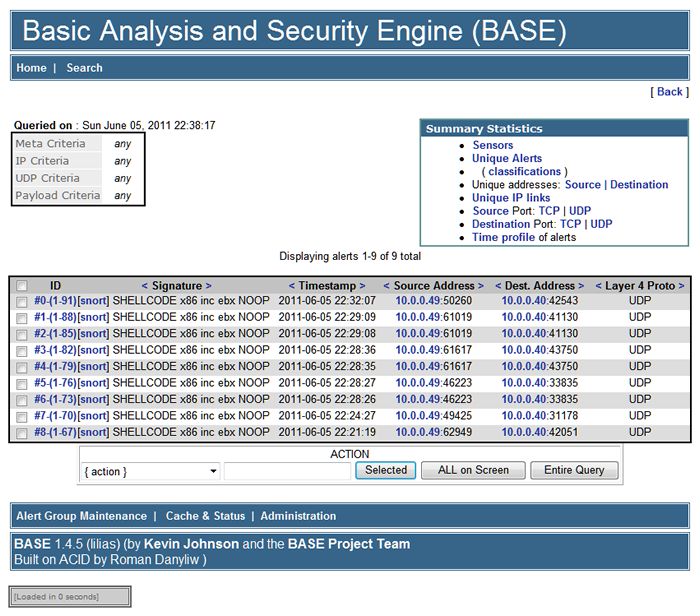 Basic Analysis and Security Engine (BASE)
Home | Search
[ Back ]
Queried on : Sun June 05, 2011 22:38:17
Meta Criteria any
IP Criteria any
UDP Criteria any
Payload Criteria any
Summary Statistics
• Sensors
• Unique Alerts
• ( classifications )
• Unique addresses: Source | Destination
• Unique IP links
• Source Port: TCP | UDP
• Destination Port: TCP | UDP
• Time profile of alerts
Displaying alerts 1-9 of 9 total
ID < Signature > < Timestamp > < Source Address > < Dest. Address > < Layer 4 Proto >
#0-(1-91) [snort] SHELLCODE x86 inc ebx NOOP 2011-06-05 22:32:07 10.0.0.49:50260 10.0.0.40:42543 UDP
#1-(1-88) [snort] SHELLCODE x86 inc ebx NOOP 2011-06-05 22:29:09 10.0.0.49:61019 10.0.0.40:41130 UDP
#2-(1-85) [snort] SHELLCODE x86 inc ebx NOOP 2011-06-05 22:29:08 10.0.0.49:61019 10.0.0.40:41130 UDP
#3-(1-82) [snort] SHELLCODE x86 inc ebx NOOP 2011-06-05 22:28:36 10.0.0.49:61617 10.0.0.40:43750 UDP
#4-(1-79) [snort] SHELLCODE x86 inc ebx NOOP 2011-06-05 22:28:35 10.0.0.49:61617 10.0.0.40:43750 UDP
#5-(1-76) [snort] SHELLCODE x86 inc ebx NOOP 2011-06-05 22:28:27 10.0.0.49:46223 10.0.0.40:33835 UDP
#6-(1-73) [snort] SHELLCODE x86 inc ebx NOOP 2011-06-05 22:28:26 10.0.0.49:46223 10.0.0.40:33835 UDP
#7-(1-70) [snort] SHELLCODE x86 inc ebx NOOP 2011-06-05 22:24:27 10.0.0.49:49425 10.0.0.40:31178 UDP
#8-(1-67) [snort] SHELLCODE x86 inc ebx NOOP 2011-06-05 22:21:19 10.0.0.49:62949 10.0.0.40:42051 UDP
ACTION
{ action } Selected ALL on Screen Entire Query
Alert Group Maintenance | Cache & Status | Administration
BASE 1.4.5 (lilias) (by Kevin Johnson and the BASE Project Team
Built on ACID by Roman Danyliw )
[Loaded in 0 seconds]